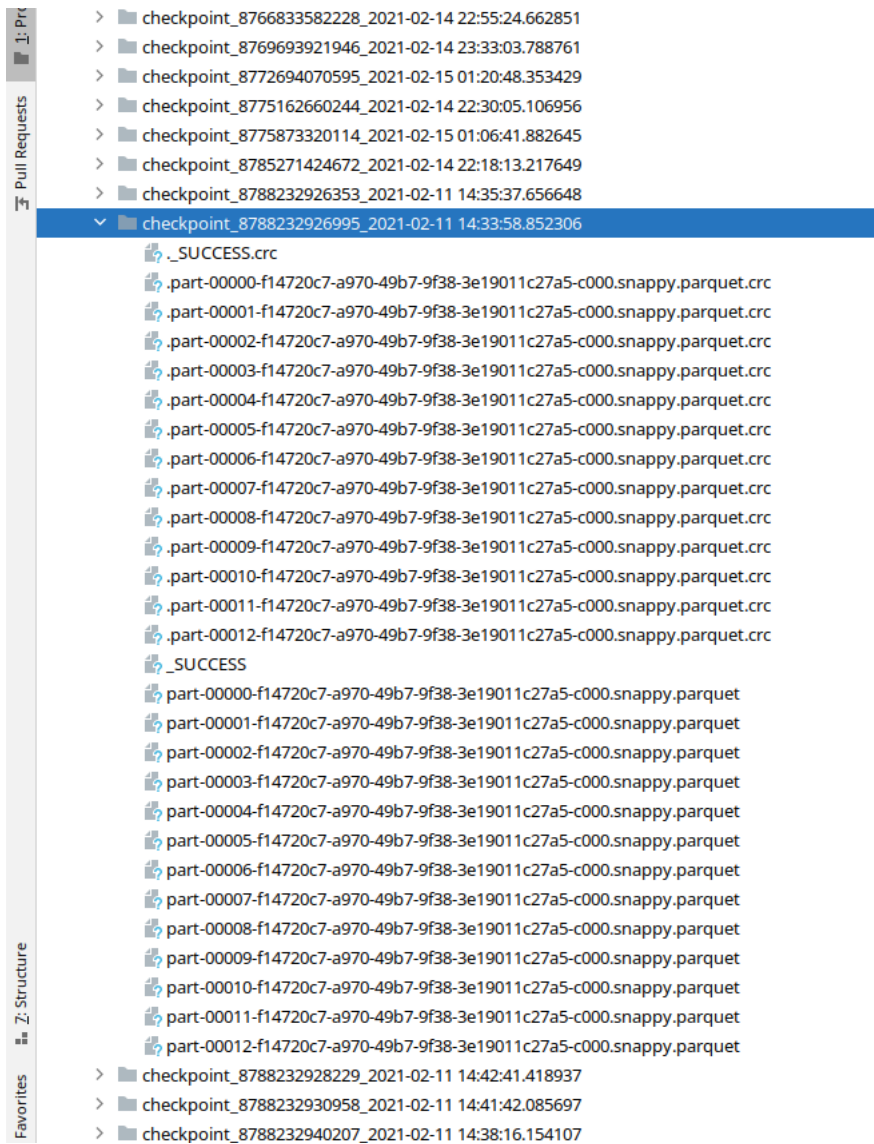 1: Pro
Pull Requests
7: Structure
Favorites
checkpoint_8766833582228_2021-02-14 22:55:24.662851
checkpoint_8769693921946_2021-02-14 23:33:03.788761
checkpoint_8772694070595_2021-02-15 01:20:48.353429
checkpoint_8775162660244_2021-02-14 22:30:05.106956
checkpoint_8775873320114_2021-02-15 01:06:41.882645
checkpoint_8785271424672_2021-02-14 22:18:13.217649
checkpoint_8788232926353_2021-02-11 14:35:37.656648
checkpoint_8788232926995_2021-02-11 14:33:58.852306
._SUCCESS.crc
.part-00000-f14720c7-a970-49b7-9f38-3e19011c27a5-c000.snappy.parquet.crc
.part-00001-f14720c7-a970-49b7-9f38-3e19011c27a5-c000.snappy.parquet.crc
.part-00002-f14720c7-a970-49b7-9f38-3e19011c27a5-c000.snappy.parquet.crc
.part-00003-f14720c7-a970-49b7-9f38-3e19011c27a5-c000.snappy.parquet.crc
.part-00004-f14720c7-a970-49b7-9f38-3e19011c27a5-c000.snappy.parquet.crc
.part-00005-f14720c7-a970-49b7-9f38-3e19011c27a5-c000.snappy.parquet.crc
.part-00006-f14720c7-a970-49b7-9f38-3e19011c27a5-c000.snappy.parquet.crc
.part-00007-f14720c7-a970-49b7-9f38-3e19011c27a5-c000.snappy.parquet.crc
.part-00008-f14720c7-a970-49b7-9f38-3e19011c27a5-c000.snappy.parquet.crc
.part-00009-f14720c7-a970-49b7-9f38-3e19011c27a5-c000.snappy.parquet.crc
.part-00010-f14720c7-a970-49b7-9f38-3e19011c27a5-c000.snappy.parquet.crc
.part-00011-f14720c7-a970-49b7-9f38-3e19011c27a5-c000.snappy.parquet.crc
.part-00012-f14720c7-a970-49b7-9f38-3e19011c27a5-c000.snappy.parquet.crc
_SUCCESS
part-00000-f14720c7-a970-49b7-9f38-3e19011c27a5-c000.snappy.parquet
part-00001-f14720c7-a970-49b7-9f38-3e19011c27a5-c000.snappy.parquet
part-00002-f14720c7-a970-49b7-9f38-3e19011c27a5-c000.snappy.parquet
part-00003-f14720c7-a970-49b7-9f38-3e19011c27a5-c000.snappy.parquet
part-00004-f14720c7-a970-49b7-9f38-3e19011c27a5-c000.snappy.parquet
part-00005-f14720c7-a970-49b7-9f38-3e19011c27a5-c000.snappy.parquet
part-00006-f14720c7-a970-49b7-9f38-3e19011c27a5-c000.snappy.parquet
part-00007-f14720c7-a970-49b7-9f38-3e19011c27a5-c000.snappy.parquet
part-00008-f14720c7-a970-49b7-9f38-3e19011c27a5-c000.snappy.parquet
part-00009-f14720c7-a970-49b7-9f38-3e19011c27a5-c000.snappy.parquet
part-00010-f14720c7-a970-49b7-9f38-3e19011c27a5-c000.snappy.parquet
part-00011-f14720c7-a970-49b7-9f38-3e19011c27a5-c000.snappy.parquet
part-00012-f14720c7-a970-49b7-9f38-3e19011c27a5-c000.snappy.parquet
checkpoint_8788232928229_2021-02-11 14:42:41.418937
checkpoint_8788232930958_2021-02-11 14:41:42.085697
checkpoint_8788232940207_2021-02-11 14:38:16.154107